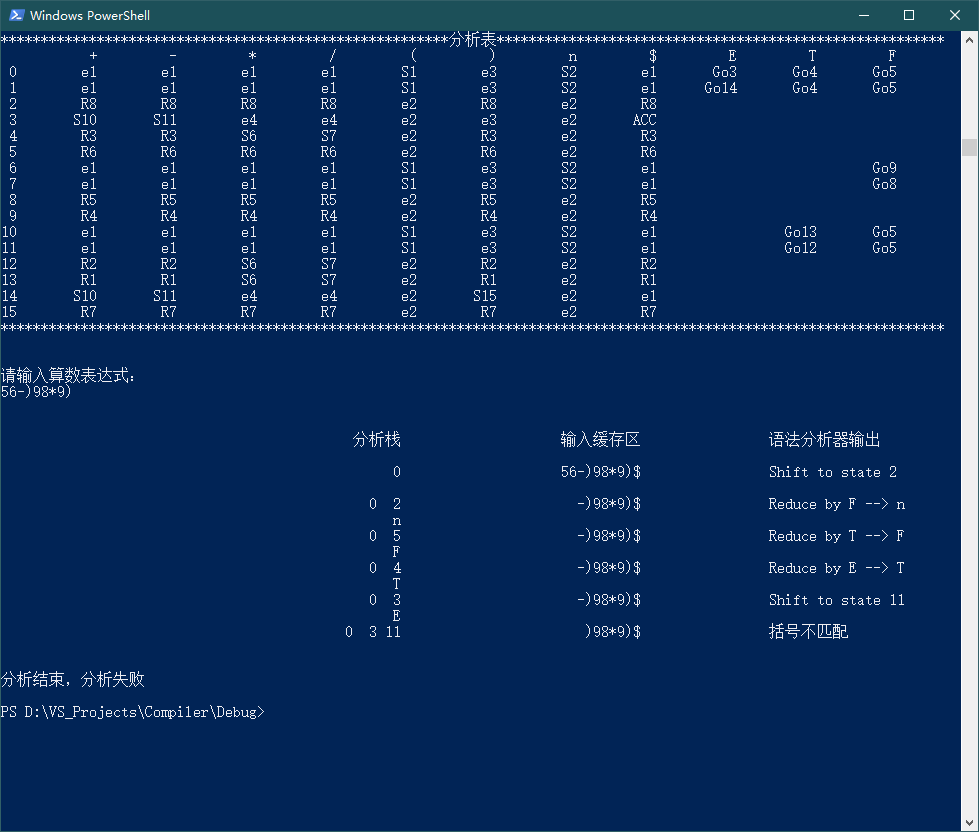 Windows PowerShell
********************************************************分析表********************************************************
+ - * / ( ) n $ E T F
0 e1 e1 e1 e1 S1 e3 S2 e1 Go3 Go4 Go5
1 e1 e1 e1 e1 S1 e3 S2 e1 Go14 Go4 Go5
2 R8 R8 R8 R8 e2 R8 e2 R8
3 S10 S11 e4 e4 e2 e3 e2 ACC
4 R3 R3 S6 S7 e2 R3 e2 R3
5 R6 R6 R6 R6 e2 R6 e2 R6
6 e1 e1 e1 e1 S1 e3 S2 e1 Go9
7 e1 e1 e1 e1 S1 e3 S2 e1 Go8
8 R5 R5 R5 R5 e2 R5 e2 R5
9 R4 R4 R4 R4 e2 R4 e2 R4
10 e1 e1 e1 e1 S1 e3 S2 e1 Go13 Go5
11 e1 e1 e1 e1 S1 e3 S2 e1 Go12 Go5
12 R2 R2 S6 S7 e2 R2 e2 R2
13 R1 R1 S6 S7 e2 R1 e2 R1
14 S10 S11 e4 e4 e2 S15 e2 e1
15 R7 R7 R7 R7 e2 R7 e2 R7
**********************************************************************************************************************
请输入算数表达式：
56-)98*9)
分析栈 输入缓存区 语法分析器输出
0 56-)98*9)$ Shift to state 2
0 2 -)98*9)$ Reduce by F --> n
n
0 5 -)98*9)$ Reduce by T --> F
F
0 4 -)98*9)$ Reduce by E --> T
T
0 3 -)98*9)$ Shift to state 11
E
0 3 11 )98*9)$ 括号不匹配
分析结束，分析失败
PS D:\VS_Projects\Compiler\Debug>